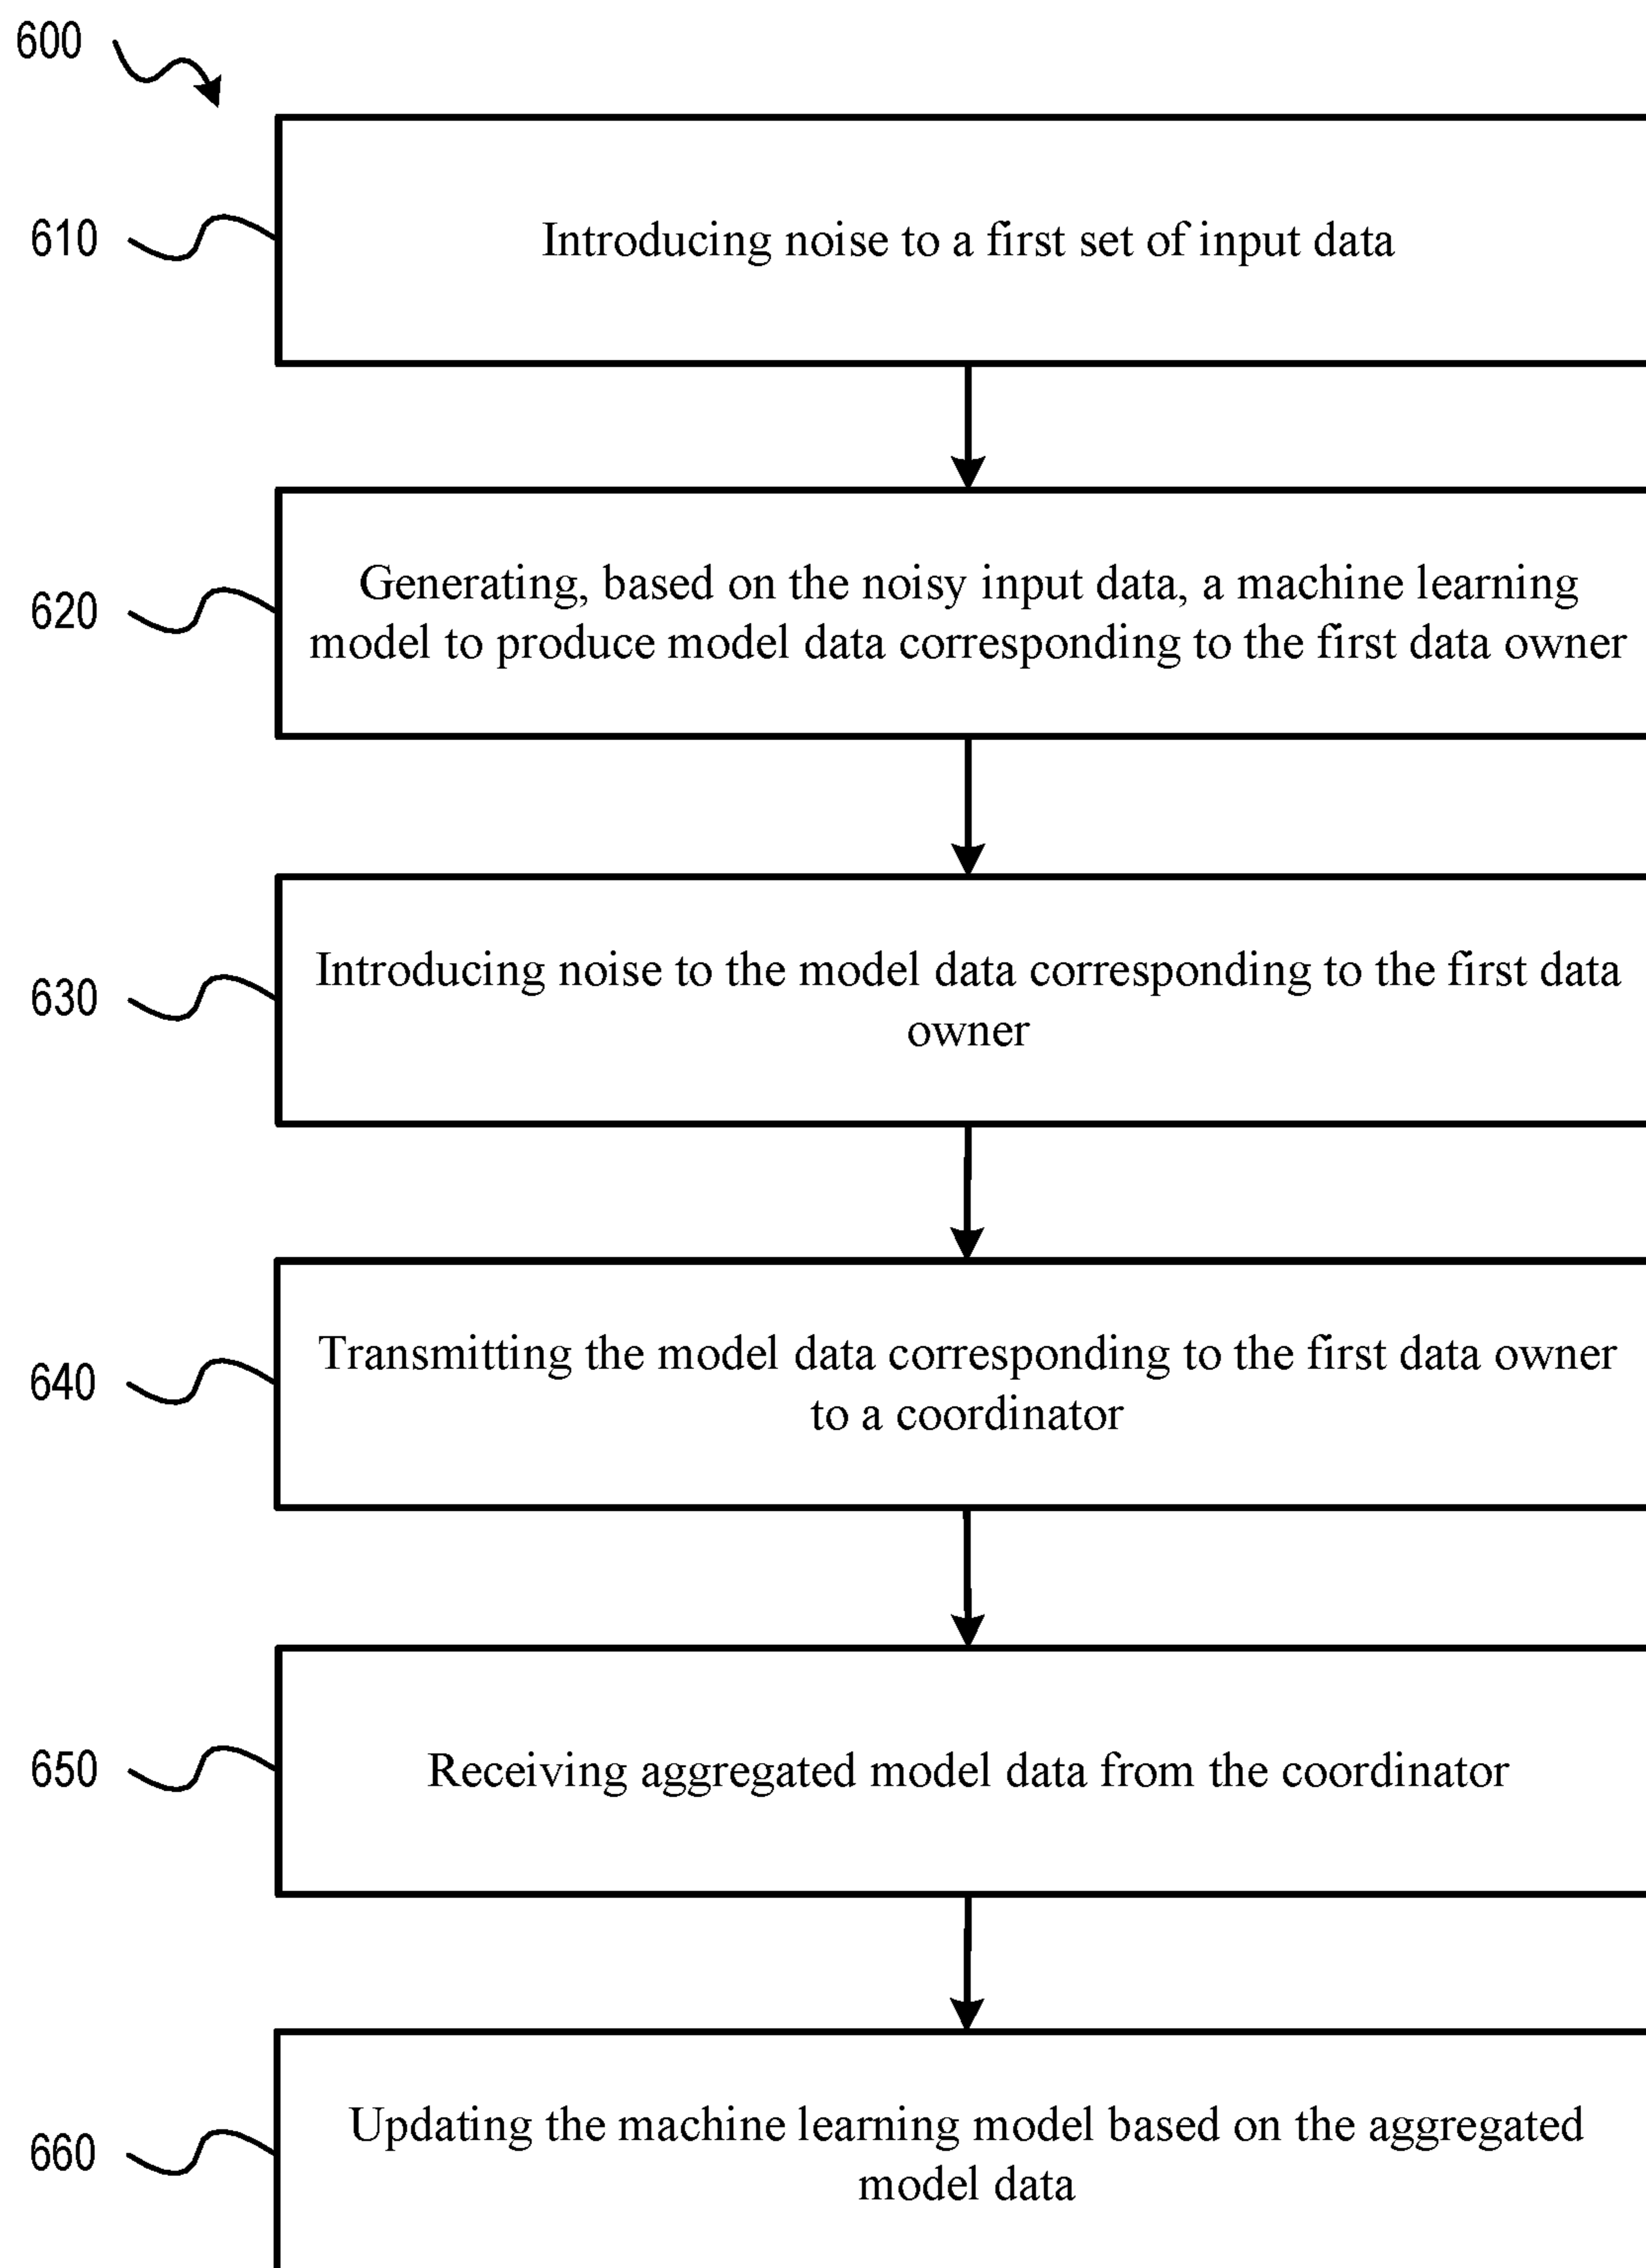 600
610
Introducing noise to a first set of input data
620
Generating, based on the noisy input data, a machine learning
model to produce model data corresponding to the first data owner
630
Introducing noise to the model data corresponding to the first data
owner
640
Transmitting the model data corresponding to the first data owner
to a coordinator
650
Receiving aggregated model data from the coordinator
660
Updating the machine learning model based on the aggregated
model data